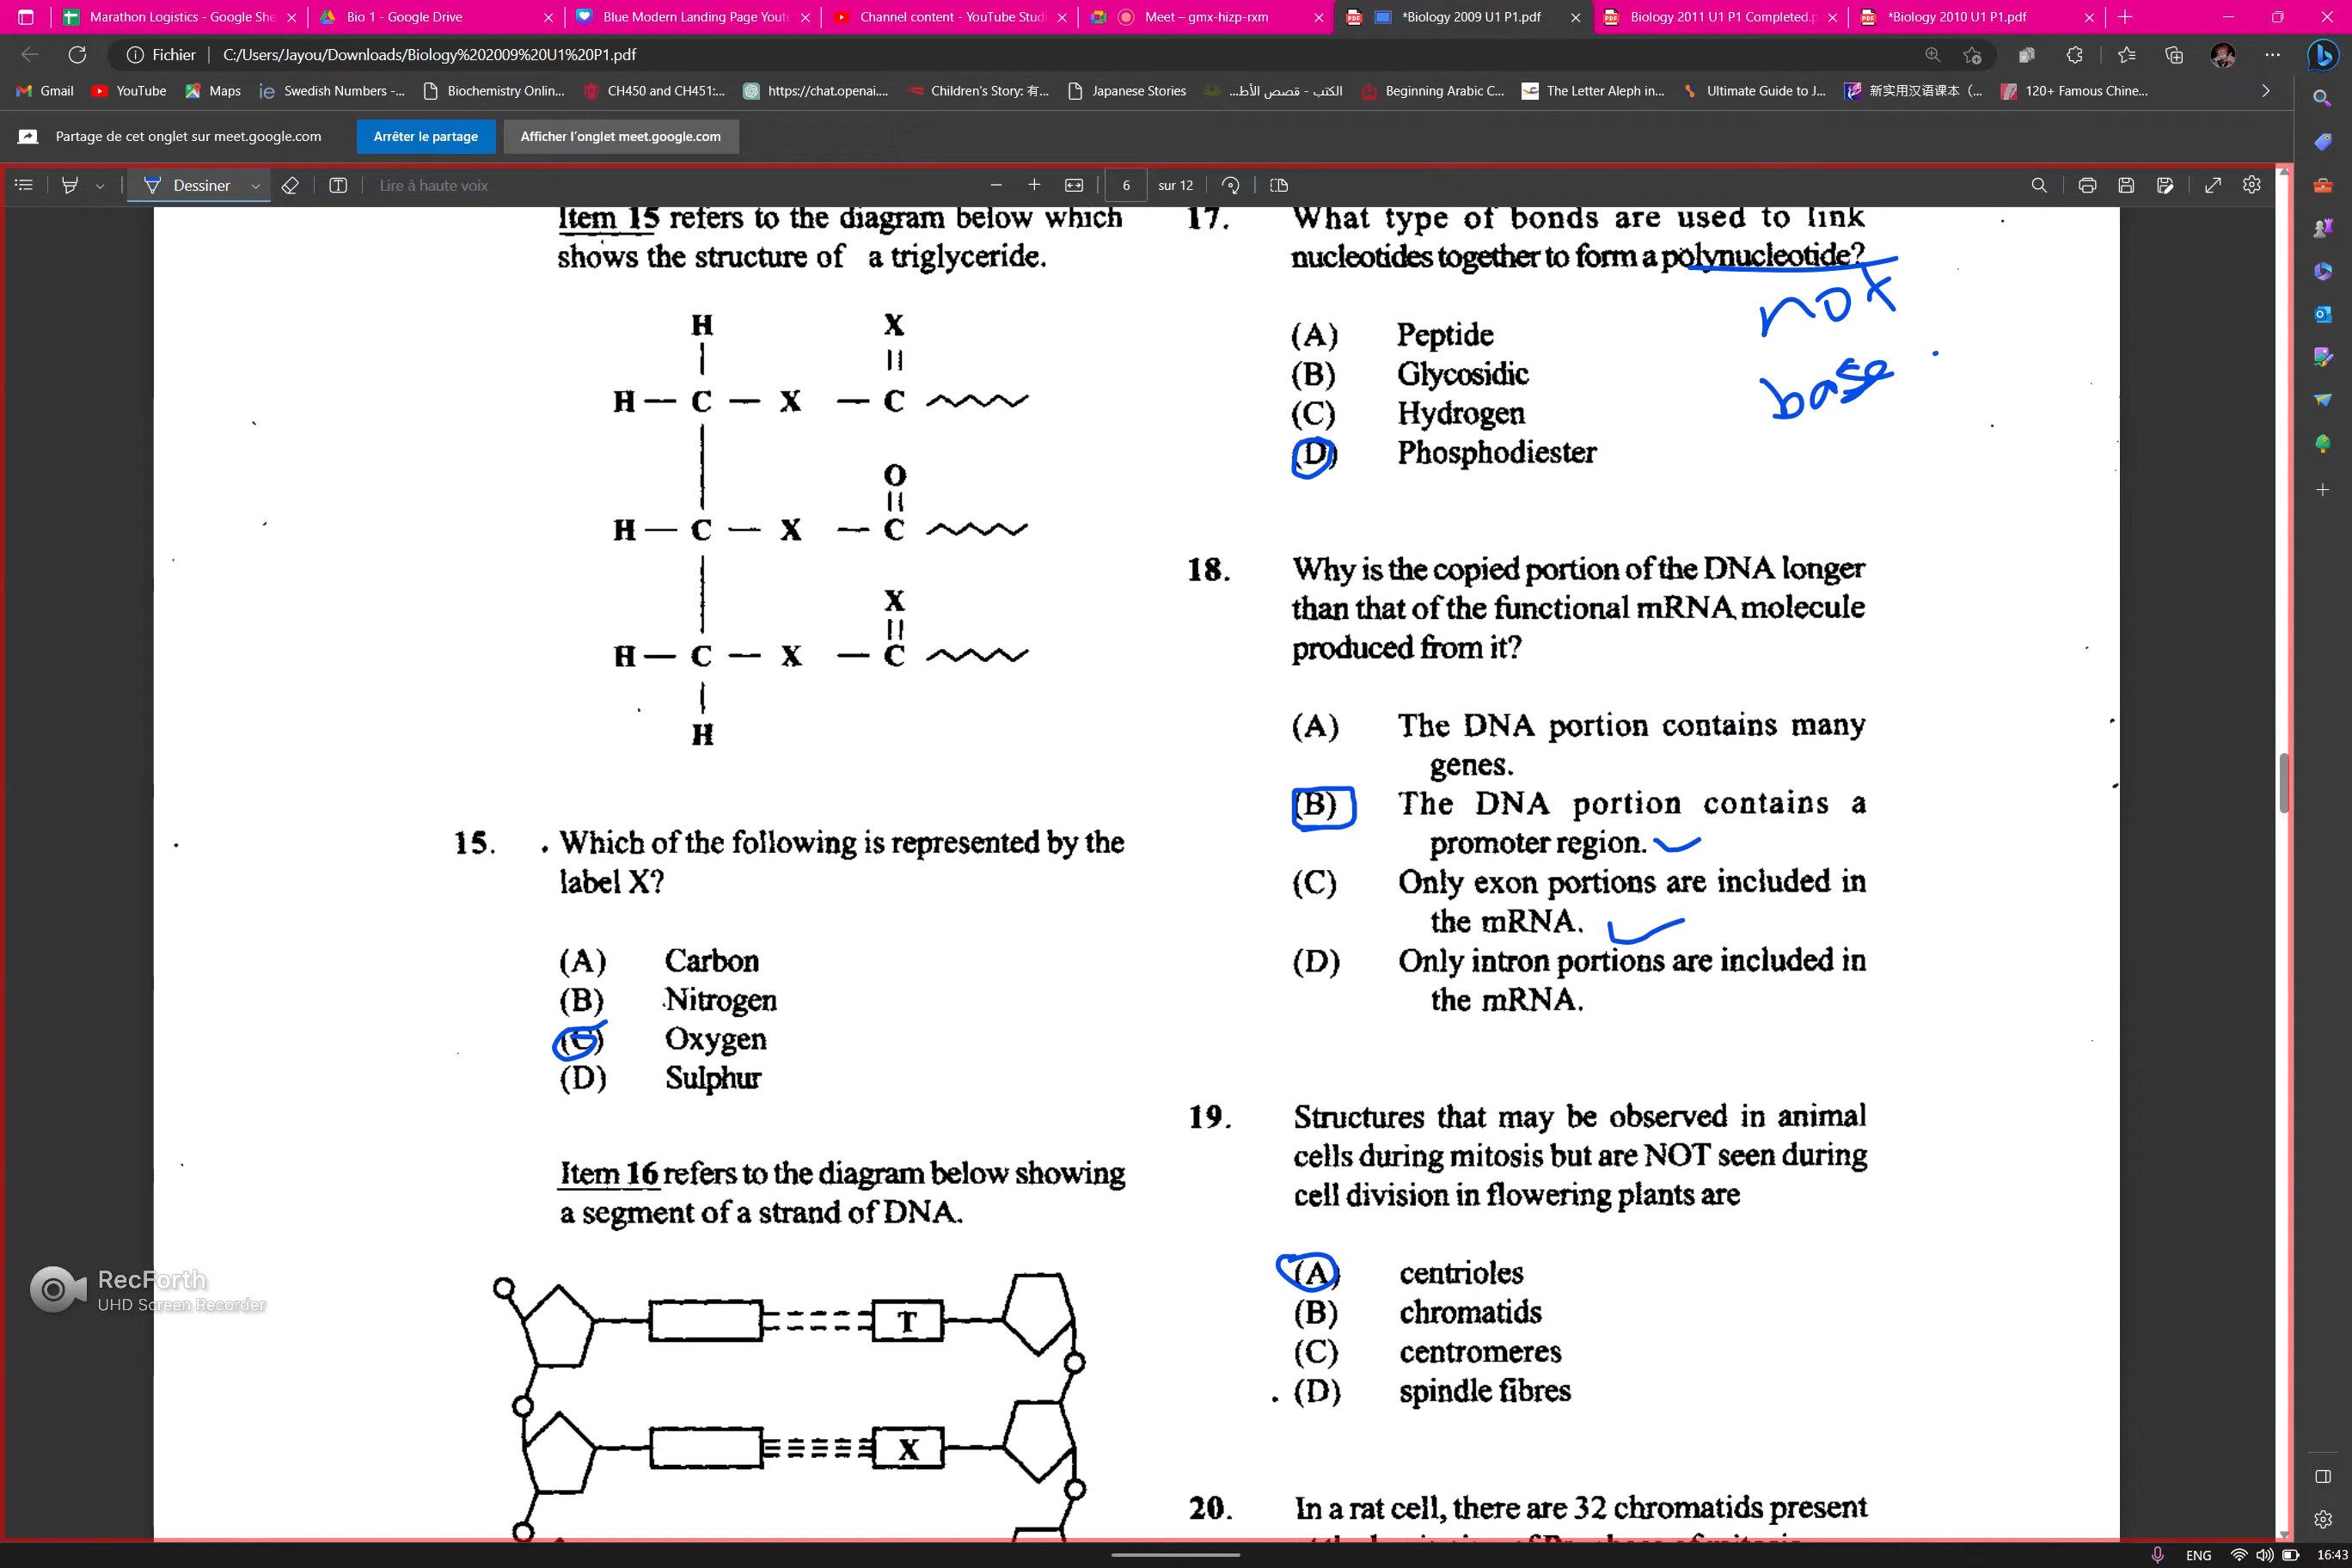 Marathon Logistics - Google She
Bio 1 - Google Drive
Blue Modern Landing Page Yout
Channel content - YouTube Studi
Meet – gmx-hizp-rxm
*Biology 2009 U1 P1.pdf
Biology 2011 U1 P1 Completed.p
*Biology 2010 U1 P1.pdf
Fichier
C:/Users/Jayou/Downloads/Biology%202009%20U1%20P1.pdf
Gmail
YouTube
Maps
Swedish Numbers -...
Biochemistry Onlin...
CH450 and CH451:...
https://chat.openai....
Children's Story: 有...
Japanese Stories
الكتب - قصص الأط...
Beginning Arabic C...
The Letter Aleph in...
Ultimate Guide to J...
新实用汉语课本（...
120+ Famous Chine...
Partage de cet onglet sur meet.google.com
Arrêter le partage
Afficher l'onglet meet.google.com
Dessiner
Lire à haute voix
6 sur 12
Item 15 refers to the diagram below which
shows the structure of a triglyceride.
H X
H C X C
O
H C X C
X
H C X C
H
15. Which of the following is represented by the
label X?
(A) Carbon
(B) Nitrogen
(C) Oxygen
(D) Sulphur
Item 16 refers to the diagram below showing
a segment of a strand of DNA.
T
X
17. What type of bonds are used to link
nucleotides together to form a polynucleotide?
not
base
(A) Peptide
(B) Glycosidic
(C) Hydrogen
(D) Phosphodiester
18. Why is the copied portion of the DNA longer
than that of the functional mRNA molecule
produced from it?
(A) The DNA portion contains many
genes.
(B) The DNA portion contains a
promoter region.
(C) Only exon portions are included in
the mRNA.
(D) Only intron portions are included in
the mRNA.
19. Structures that may be observed in animal
cells during mitosis but are NOT seen during
cell division in flowering plants are
(A) centrioles
(B) chromatids
(C) centromeres
(D) spindle fibres
20. In a rat cell, there are 32 chromatids present
RecForth
UHD Screen Recorder
ENG
16:43